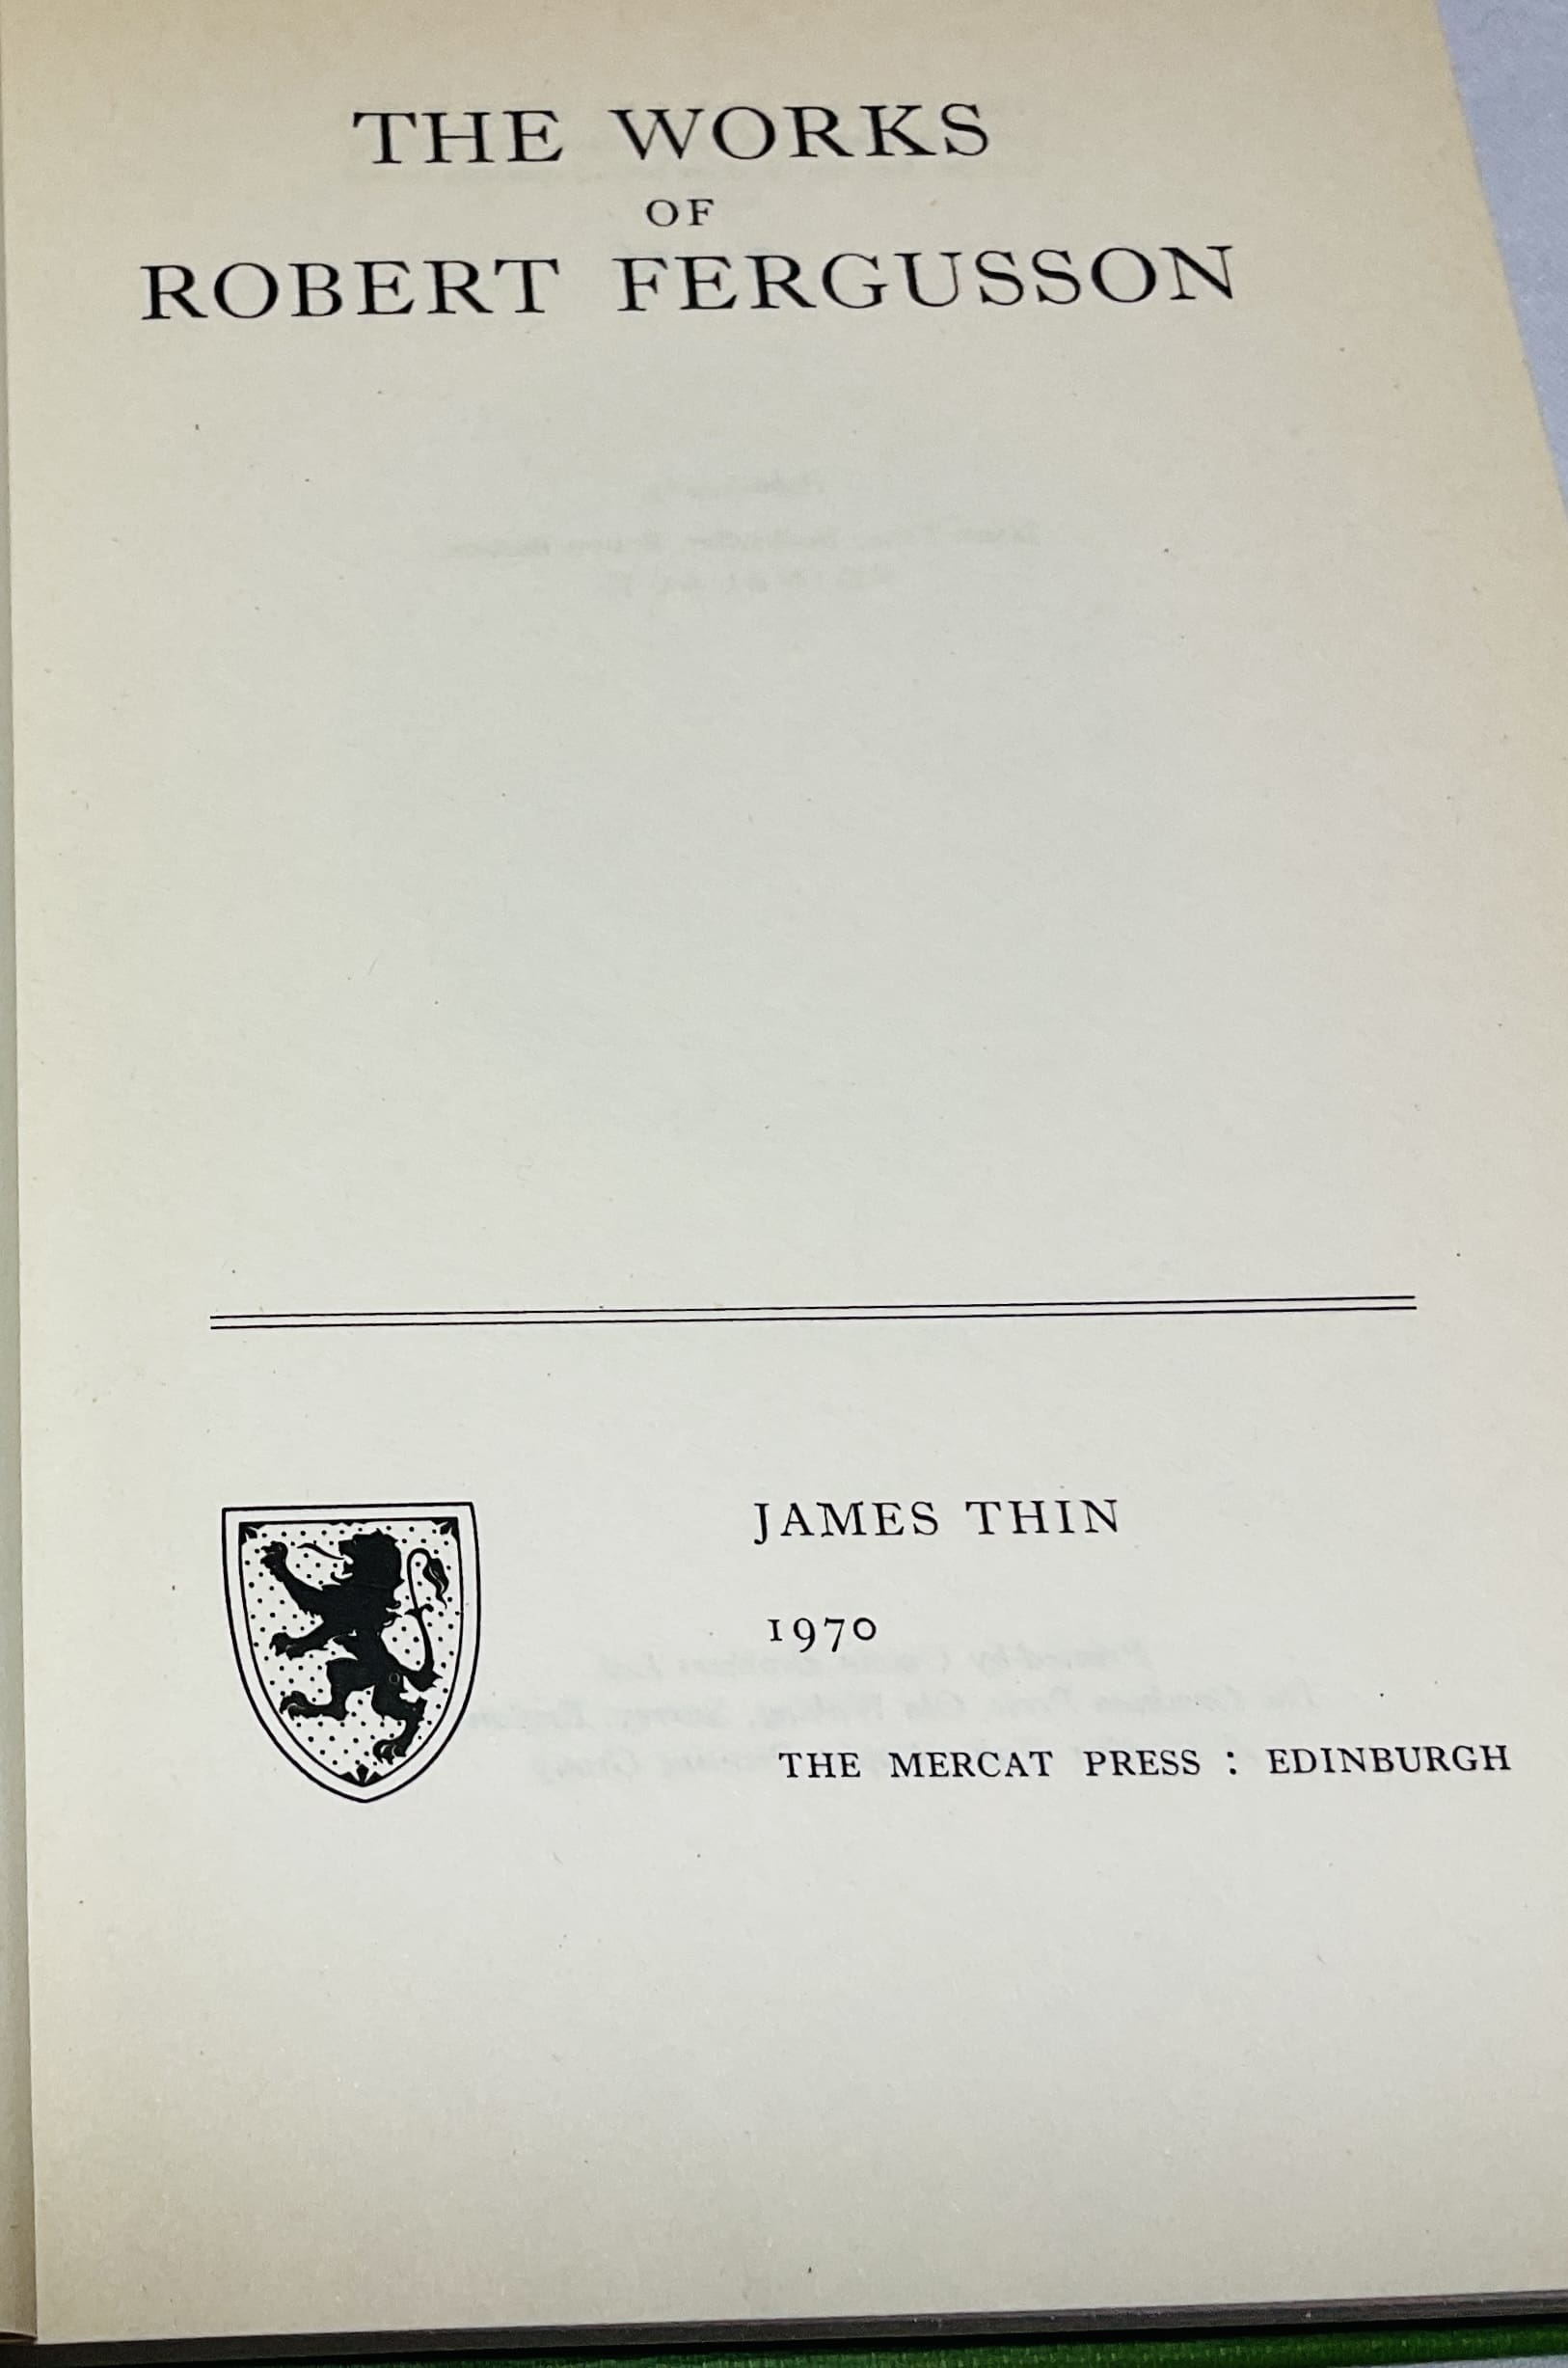 THE WORKS
OF
ROBERT FERGUSSON
JAMES THIN
1970
THE MERCAT PRESS : EDINBURGH